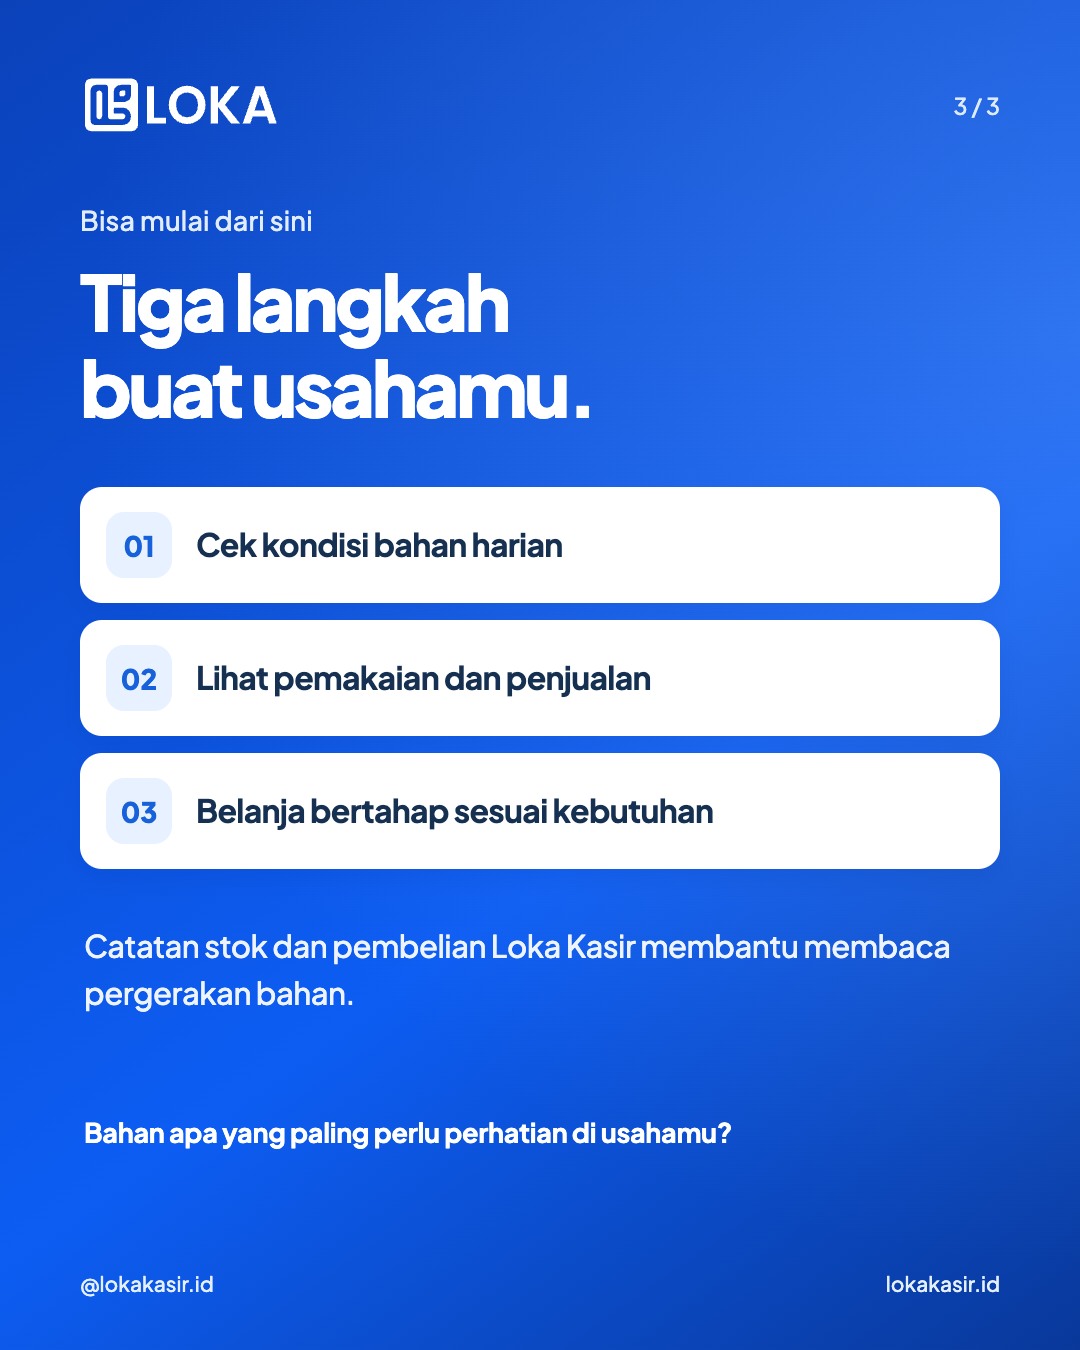 LOKA
3 / 3
Bisa mulai dari sini
Tiga langkah
buat usahamu.
01 Cek kondisi bahan harian
02 Lihat pemakaian dan penjualan
03 Belanja bertahap sesuai kebutuhan
Catatan stok dan pembelian Loka Kasir membantu membaca
pergerakan bahan.
Bahan apa yang paling perlu perhatian di usahamu?
@lokakasir.id
lokakasir.id